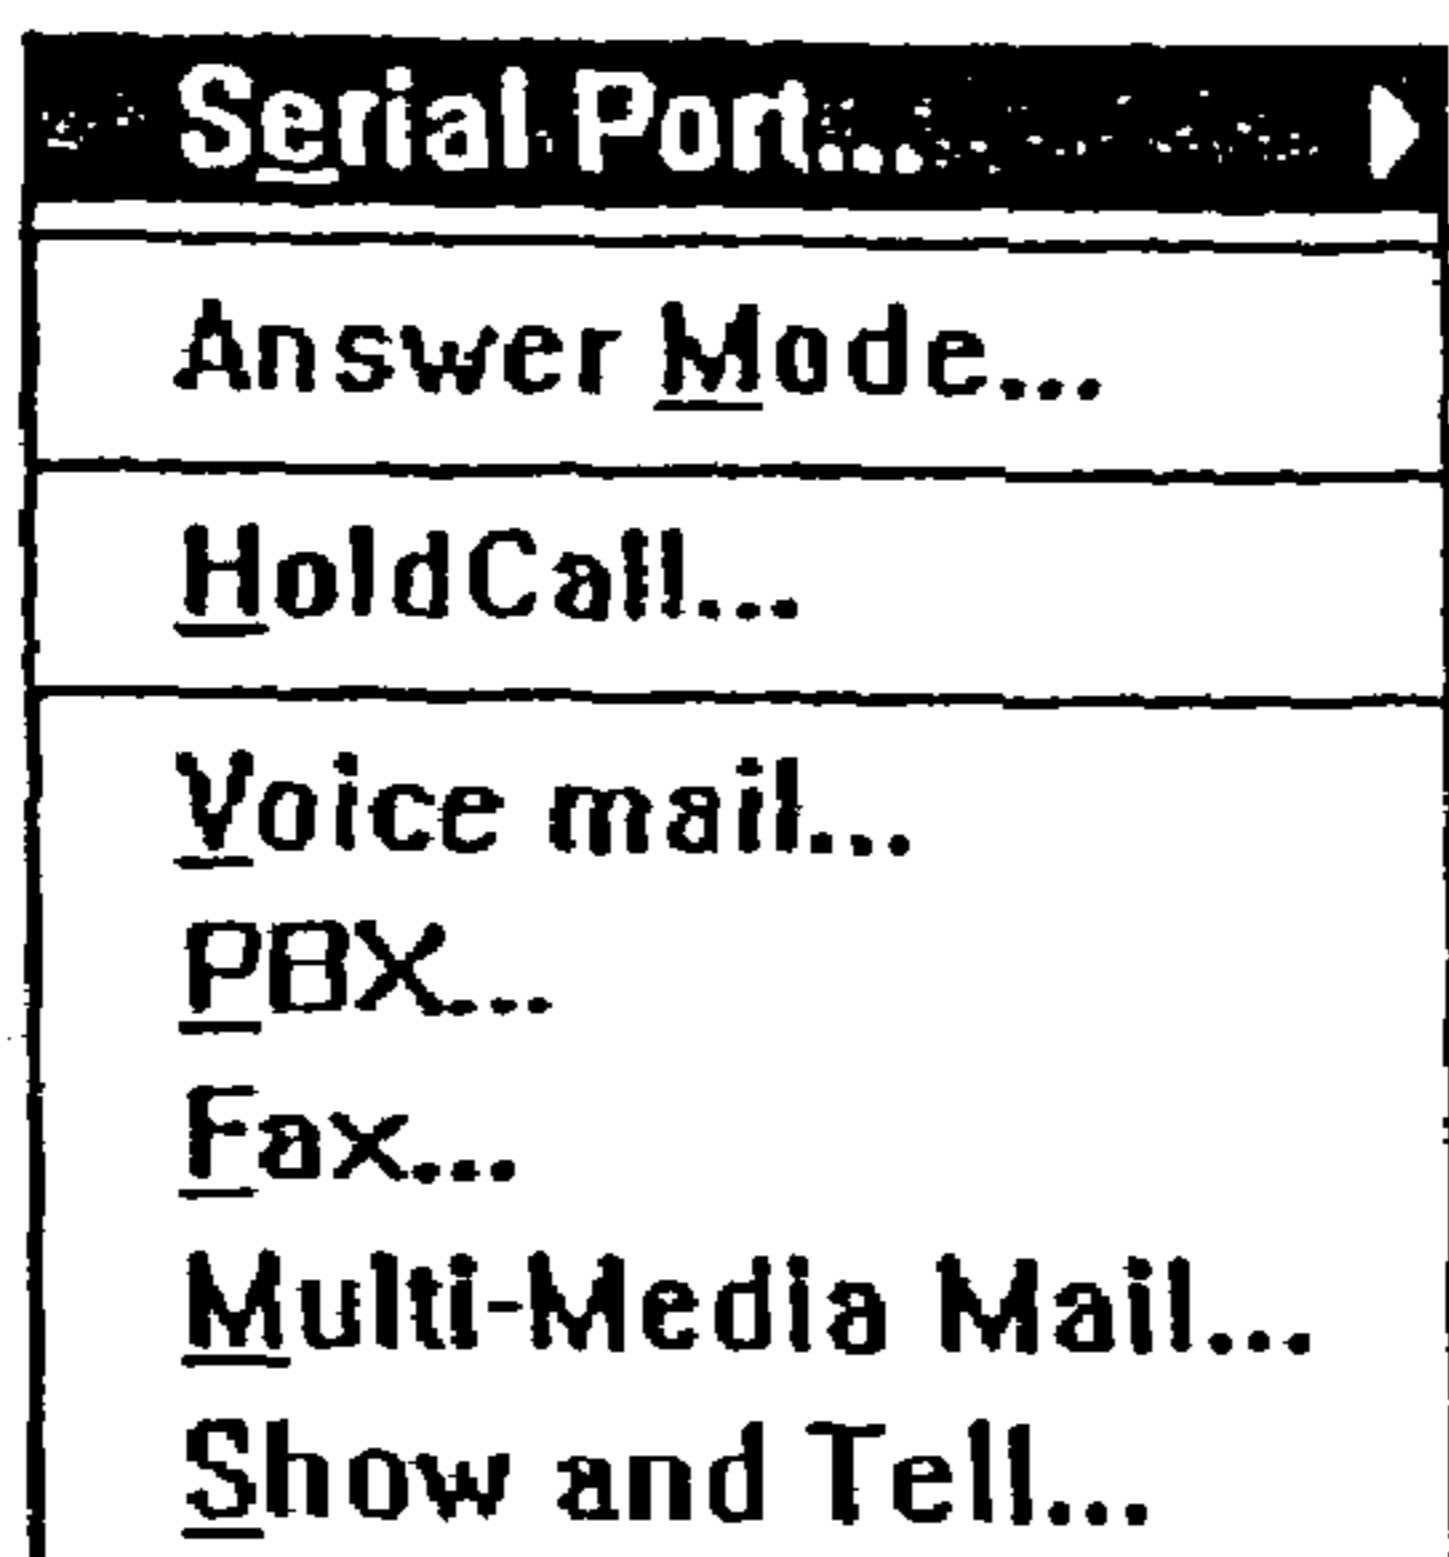 Serial Port...
Answer Mode...
HoldCall...
Voice mail...
PBX...
Fax...
Multi-Media Mail...
Show and Tell...